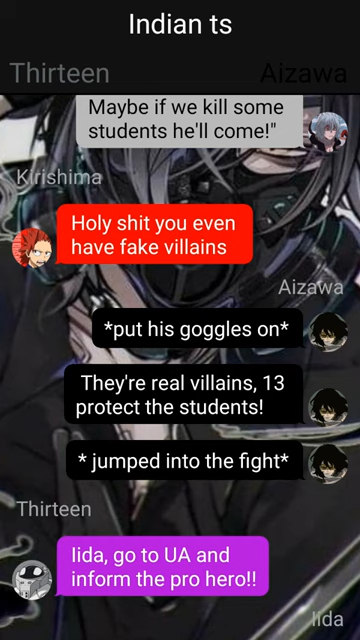 Indian ts
Thirteen
Aizawa
Maybe if we kill some
students he'll come!"
Kirishima
Holy shit you even
have fake villains
Aizawa
*put his goggles on*
They're real villains, 13
protect the students!
* jumped into the fight*
Thirteen
Iida, go to UA and
inform the pro hero!!
Iida